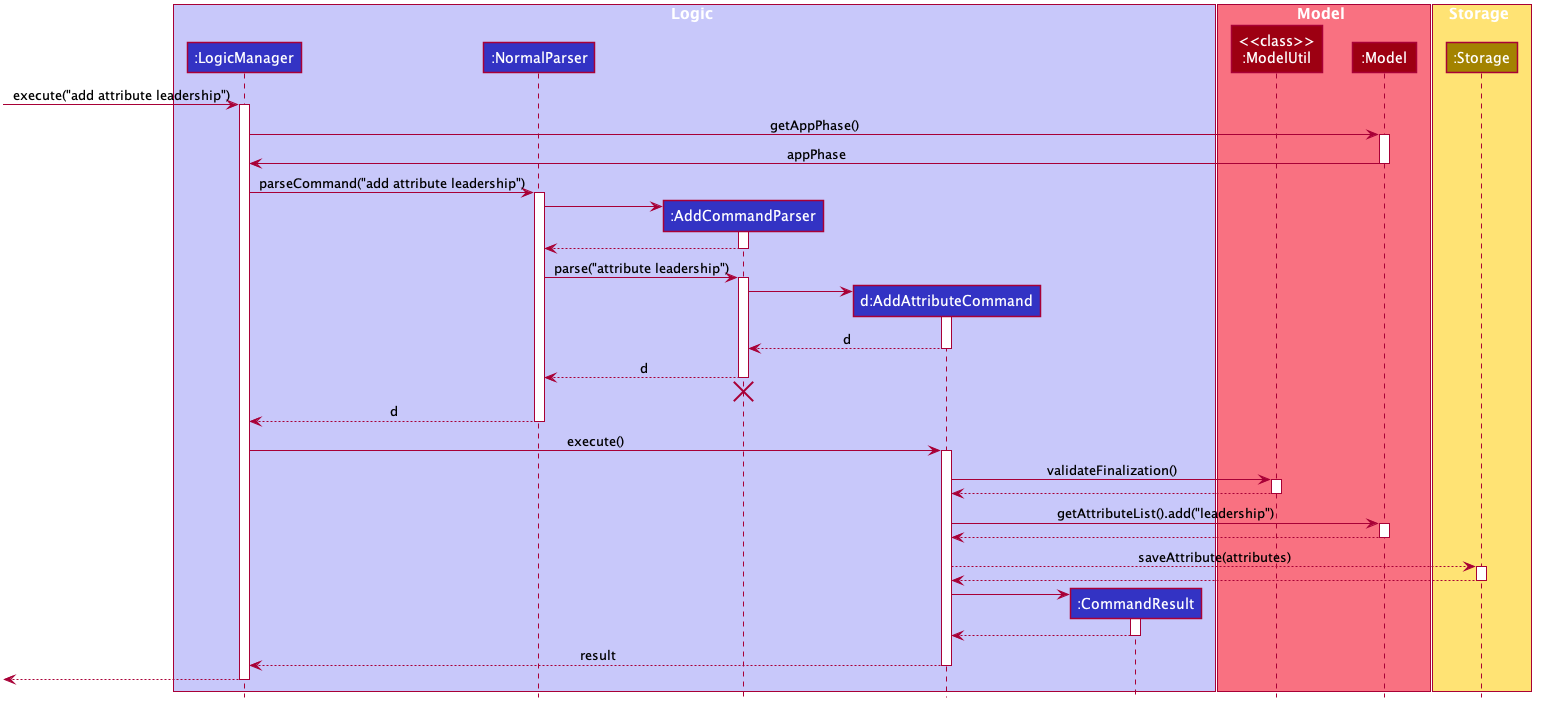 Logic
Model
Storage
:LogicManager
:NormalParser
<<class>>
:ModelUtil
:Model
:Storage
execute("add attribute leadership")
getAppPhase()
appPhase
parseCommand("add attribute leadership")
:AddCommandParser
parse("attribute leadership")
d:AddAttributeCommand
d
d
d
execute()
validateFinalization()
getAttributeList().add("leadership")
saveAttribute(attributes)
:CommandResult
result